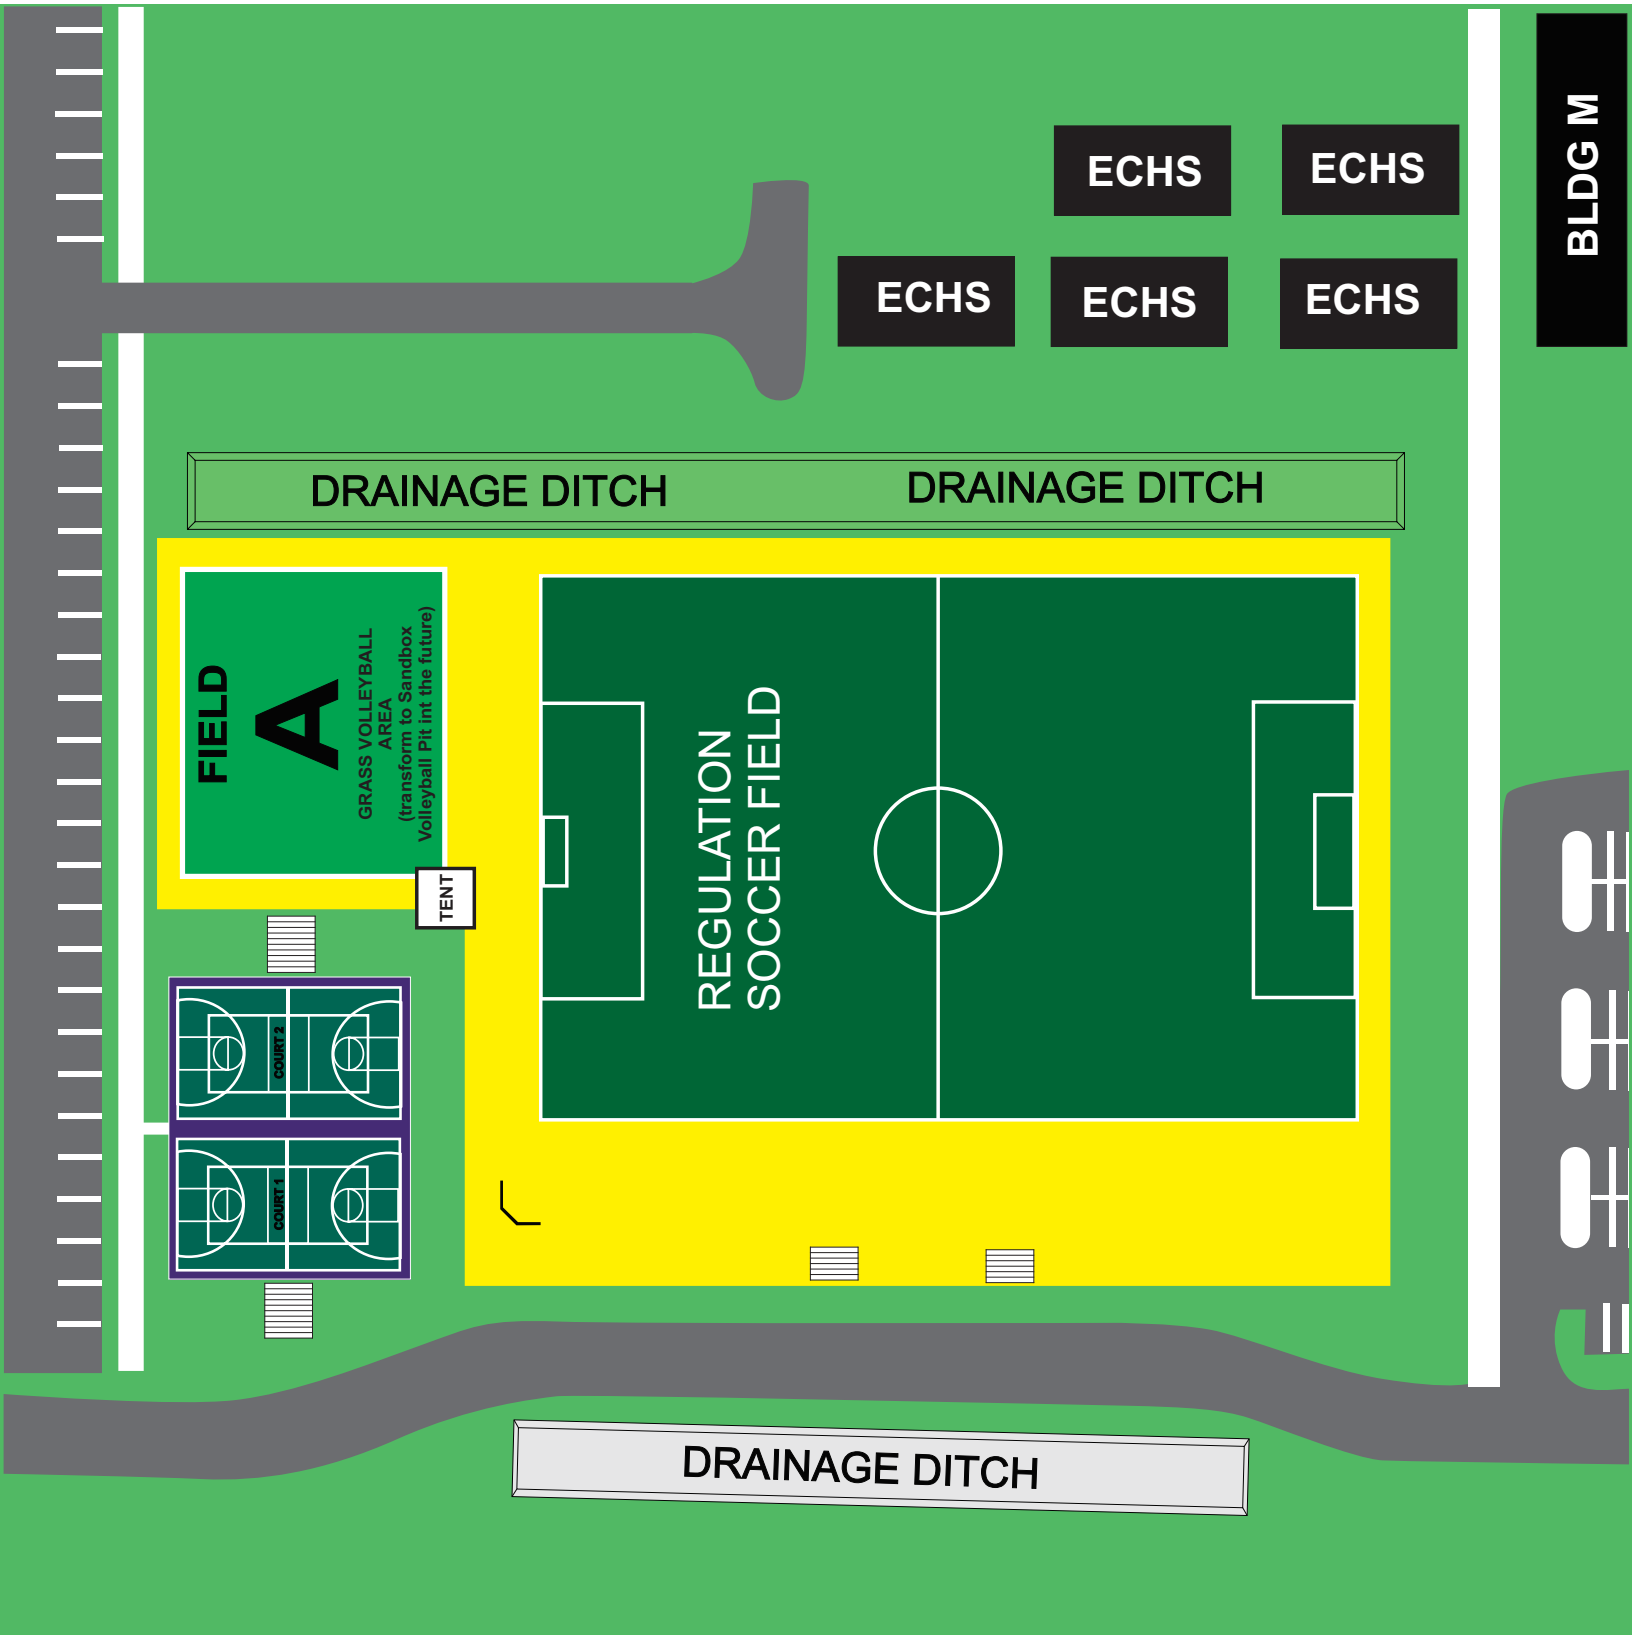 BLDG M
ECHS
ECHS
ECHS
ECHS
ECHS
DRAINAGE DITCH
DRAINAGE DITCH
FIELD
A
GRASS VOLLEYBALL
AREA
(transform to Sandbox
Volleyball Pit int the future)
TENT
REGULATION
SOCCER FIELD
COURT 2
COURT 1
DRAINAGE DITCH